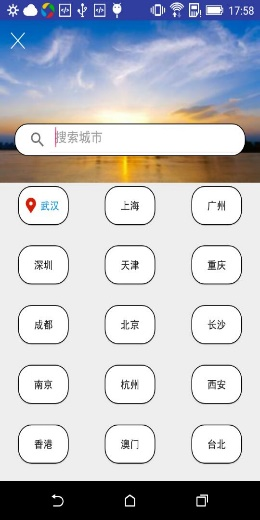 17:58
搜索城市
武汉 上海 广州
深圳 天津 重庆
成都 北京 长沙
南京 杭州 西安
香港 澳门 台北